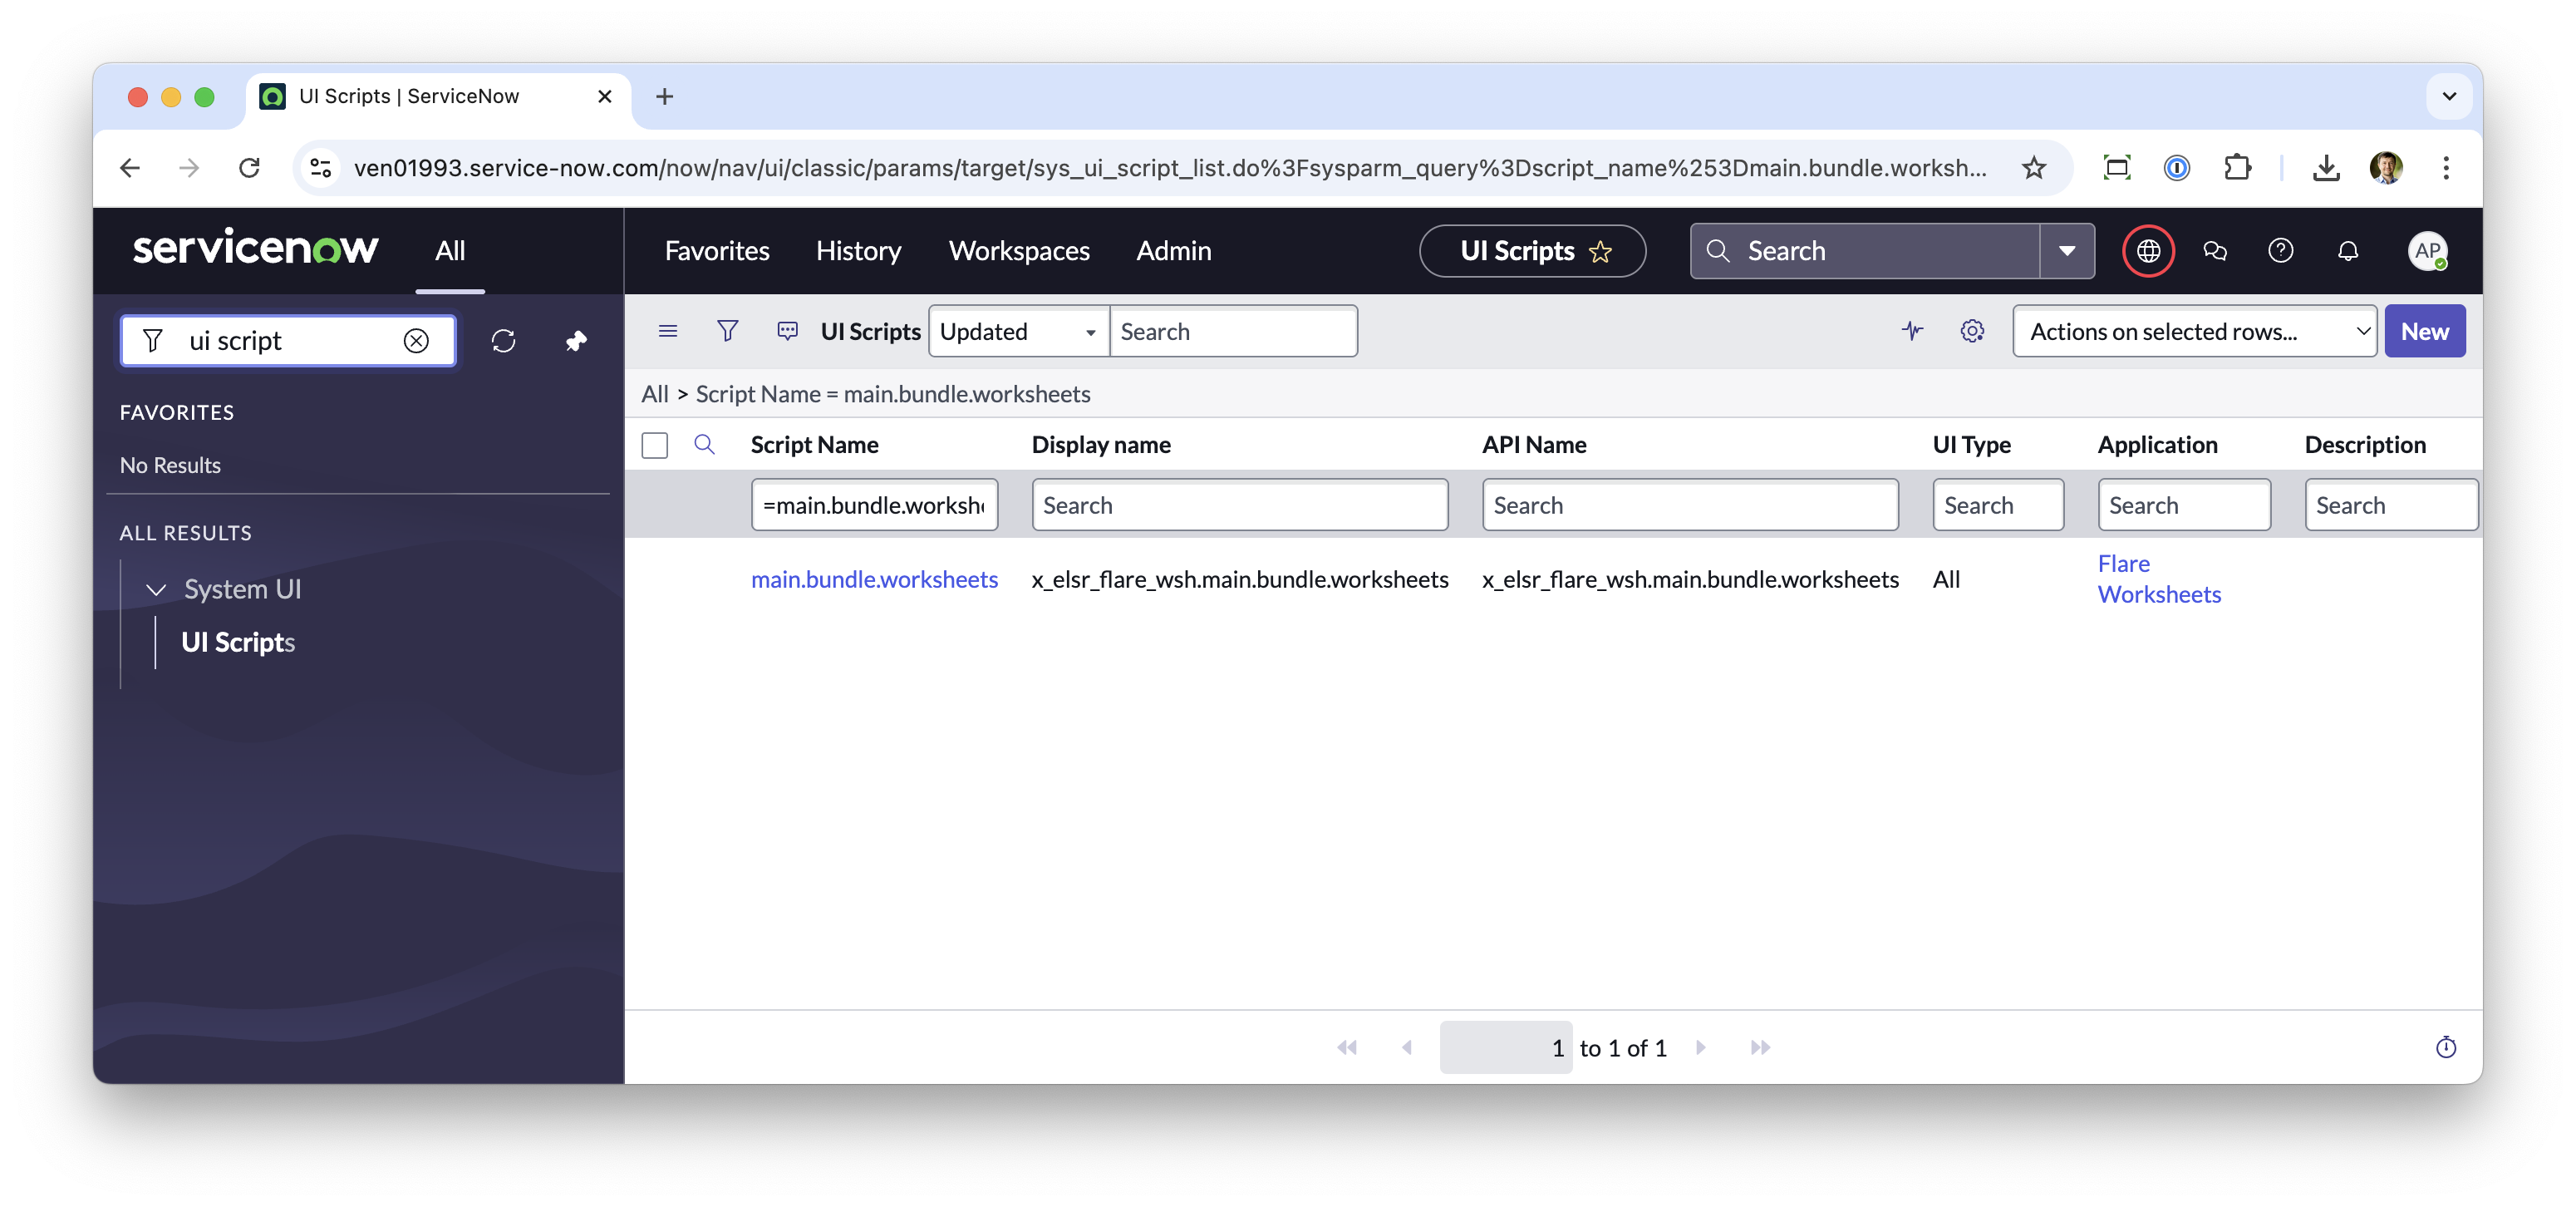 UI Scripts | ServiceNow
ven01993.service-now.com/now/nav/ui/classic/params/target/sys_ui_script_list.do%3Fsysparm_query%3Dscript_name%253Dmain.bundle.worksh...
servicenow All Favorites History Workspaces Admin UI Scripts Search AP
ui script
FAVORITES
No Results
ALL RESULTS
System UI
UI Scripts
UI Scripts Updated Search Actions on selected rows... New
All > Script Name = main.bundle.worksheets
Script Name Display name API Name UI Type Application Description
=main.bundle.workshe Search Search Search Search Search
main.bundle.worksheets x_elsr_flare_wsh.main.bundle.worksheets x_elsr_flare_wsh.main.bundle.worksheets All Flare
Worksheets
1 to 1 of 1